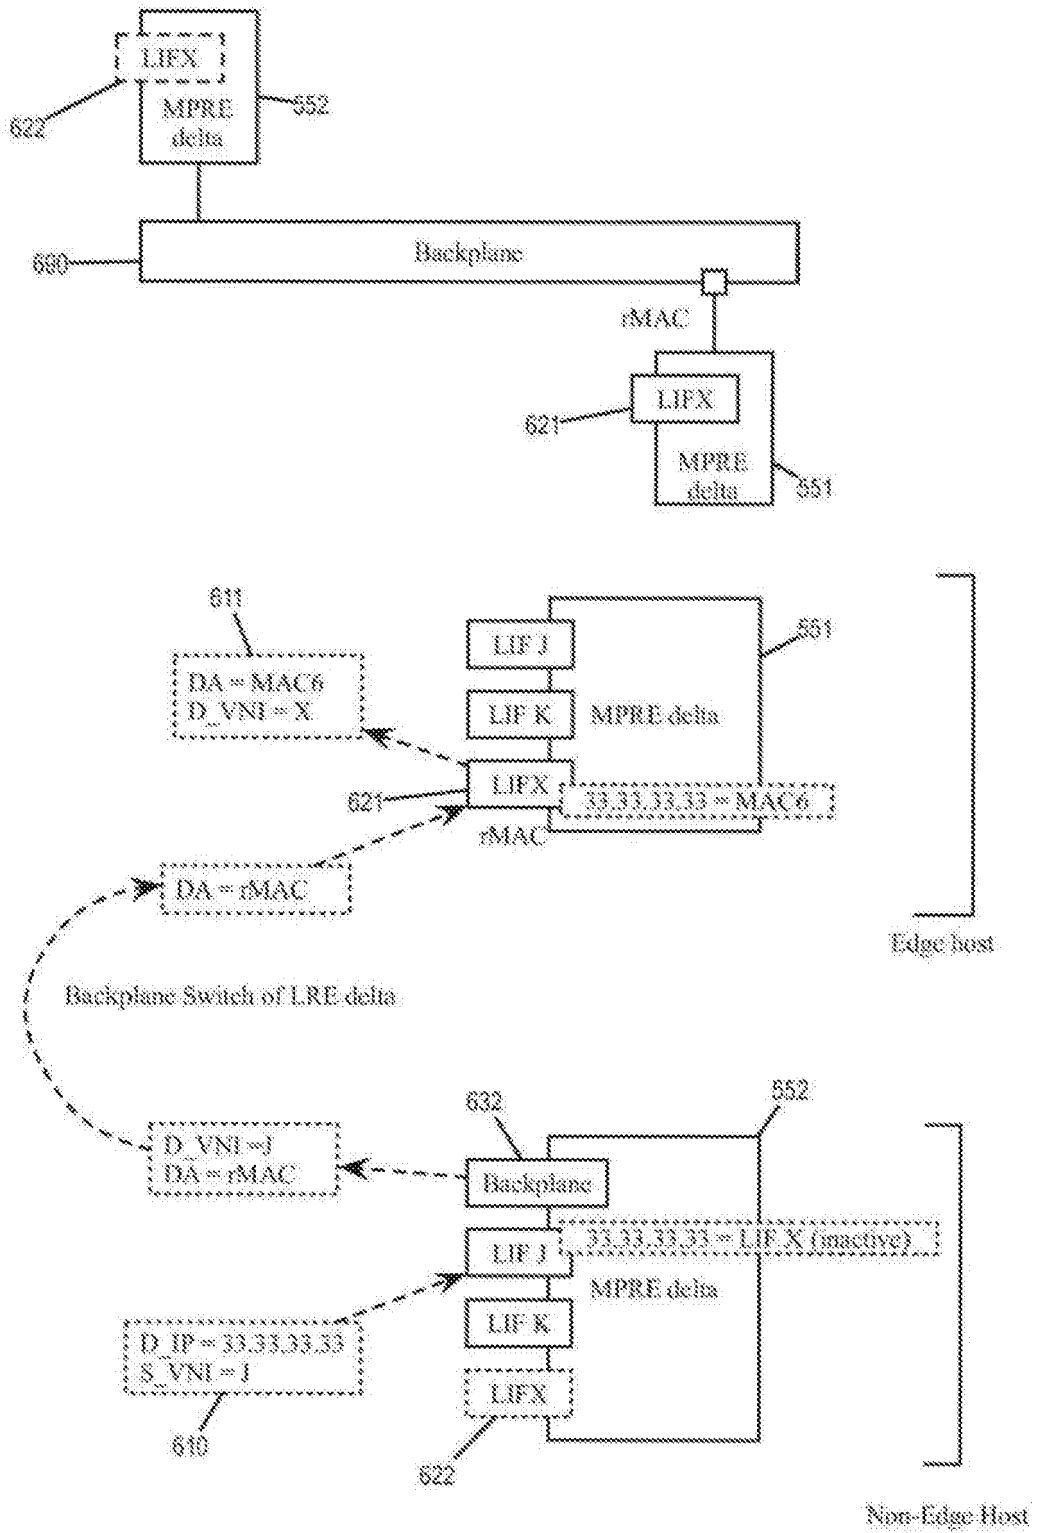 LIFX
MPRE
delta
552
622
690
Backplane
rMAC
LIFX
621
MPRE
delta
551
611
DA = MAC6
D_VNI = X
LIF J
551
LIF K
MPRE delta
LIFX
621
33.33.33.33 = MAC6
rMAC
DA = rMAC
Edge host
Backplane Switch of LRE delta
632
552
D_VNI =J
DA = rMAC
Backplane
LIF J
33.33.33.33 = LIF X (inactive)
MPRE delta
LIF K
D_IP = 33.33.33.33
S_VNI = J
LIFX
610
622
Non-Edge Host